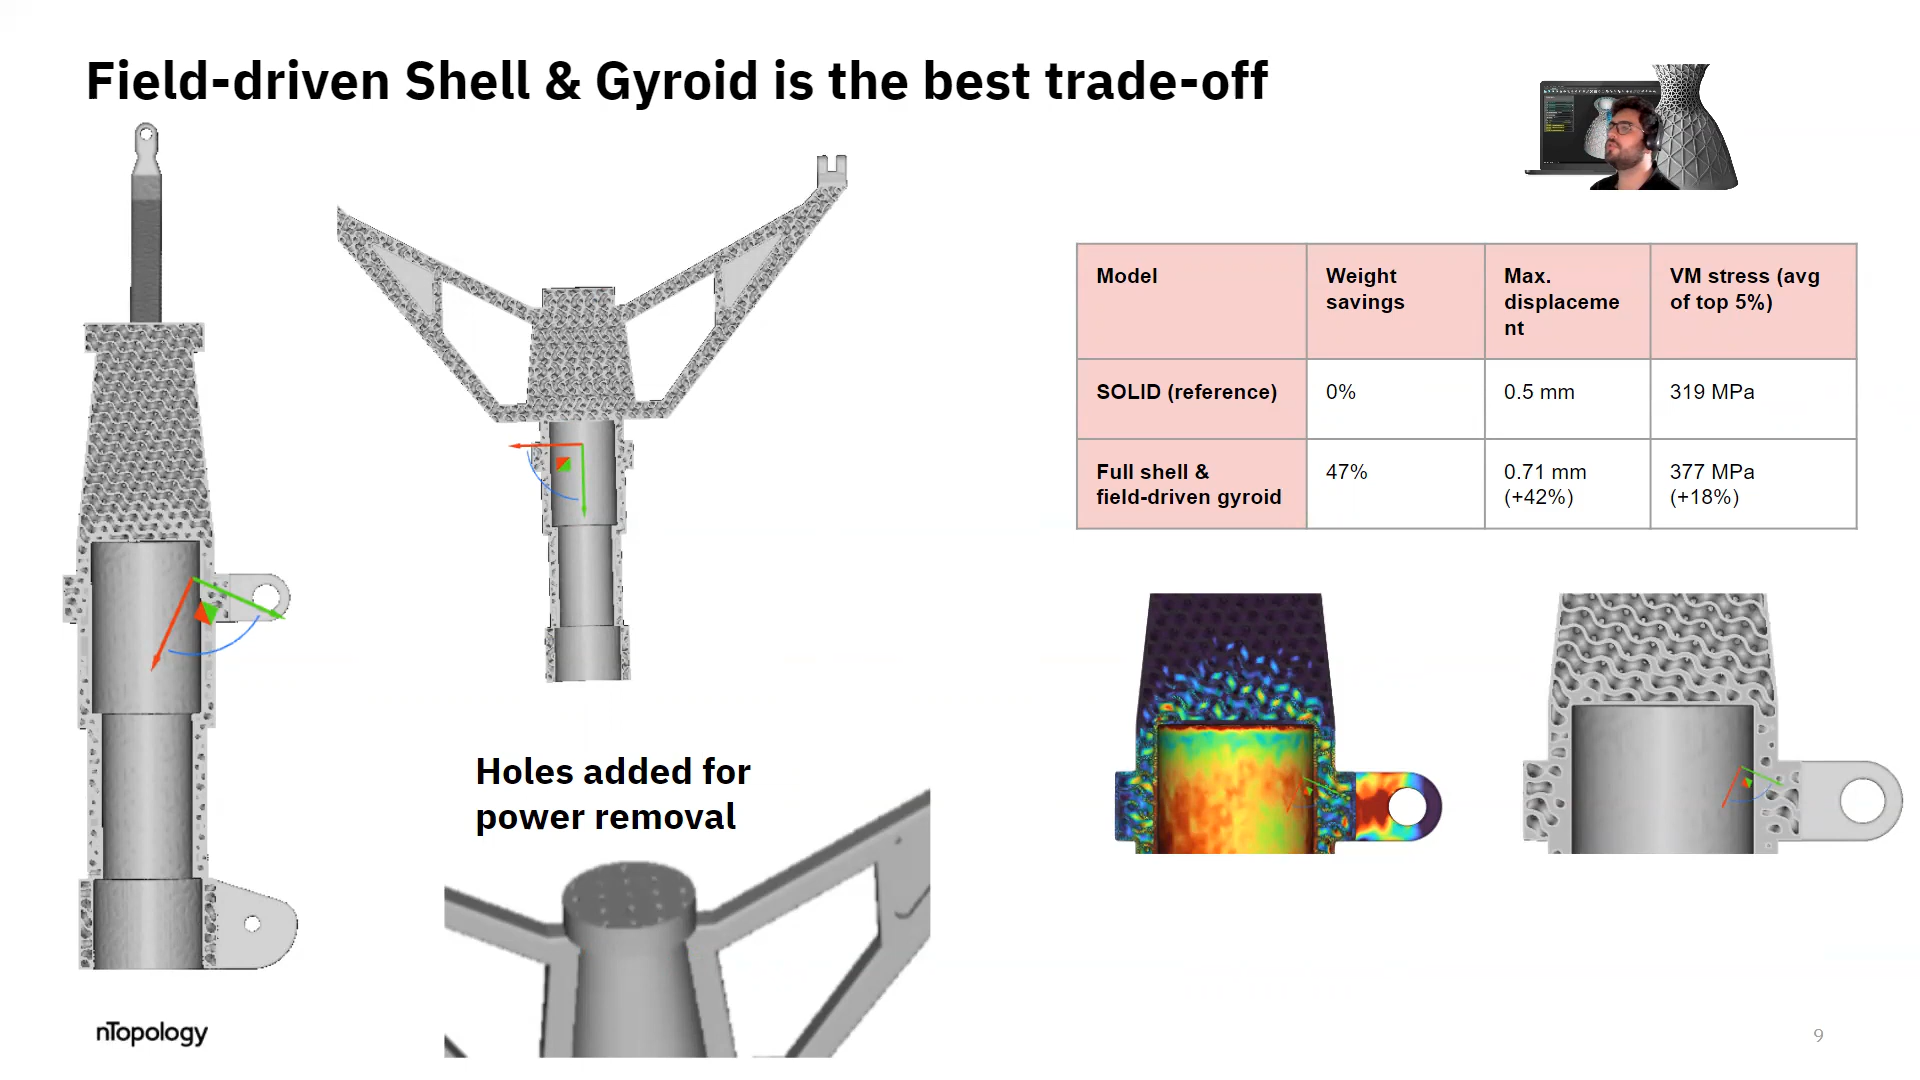 Field-driven Shell & Gyroid is the best trade-off
Model
Weight
savings
Max.
displaceme
nt
VM stress (avg
of top 5%)
SOLID (reference)
0%
0.5 mm
319 MPa
Full shell &
field-driven gyroid
47%
0.71 mm
(+42%)
377 MPa
(+18%)
Holes added for
power removal
nTopology
9